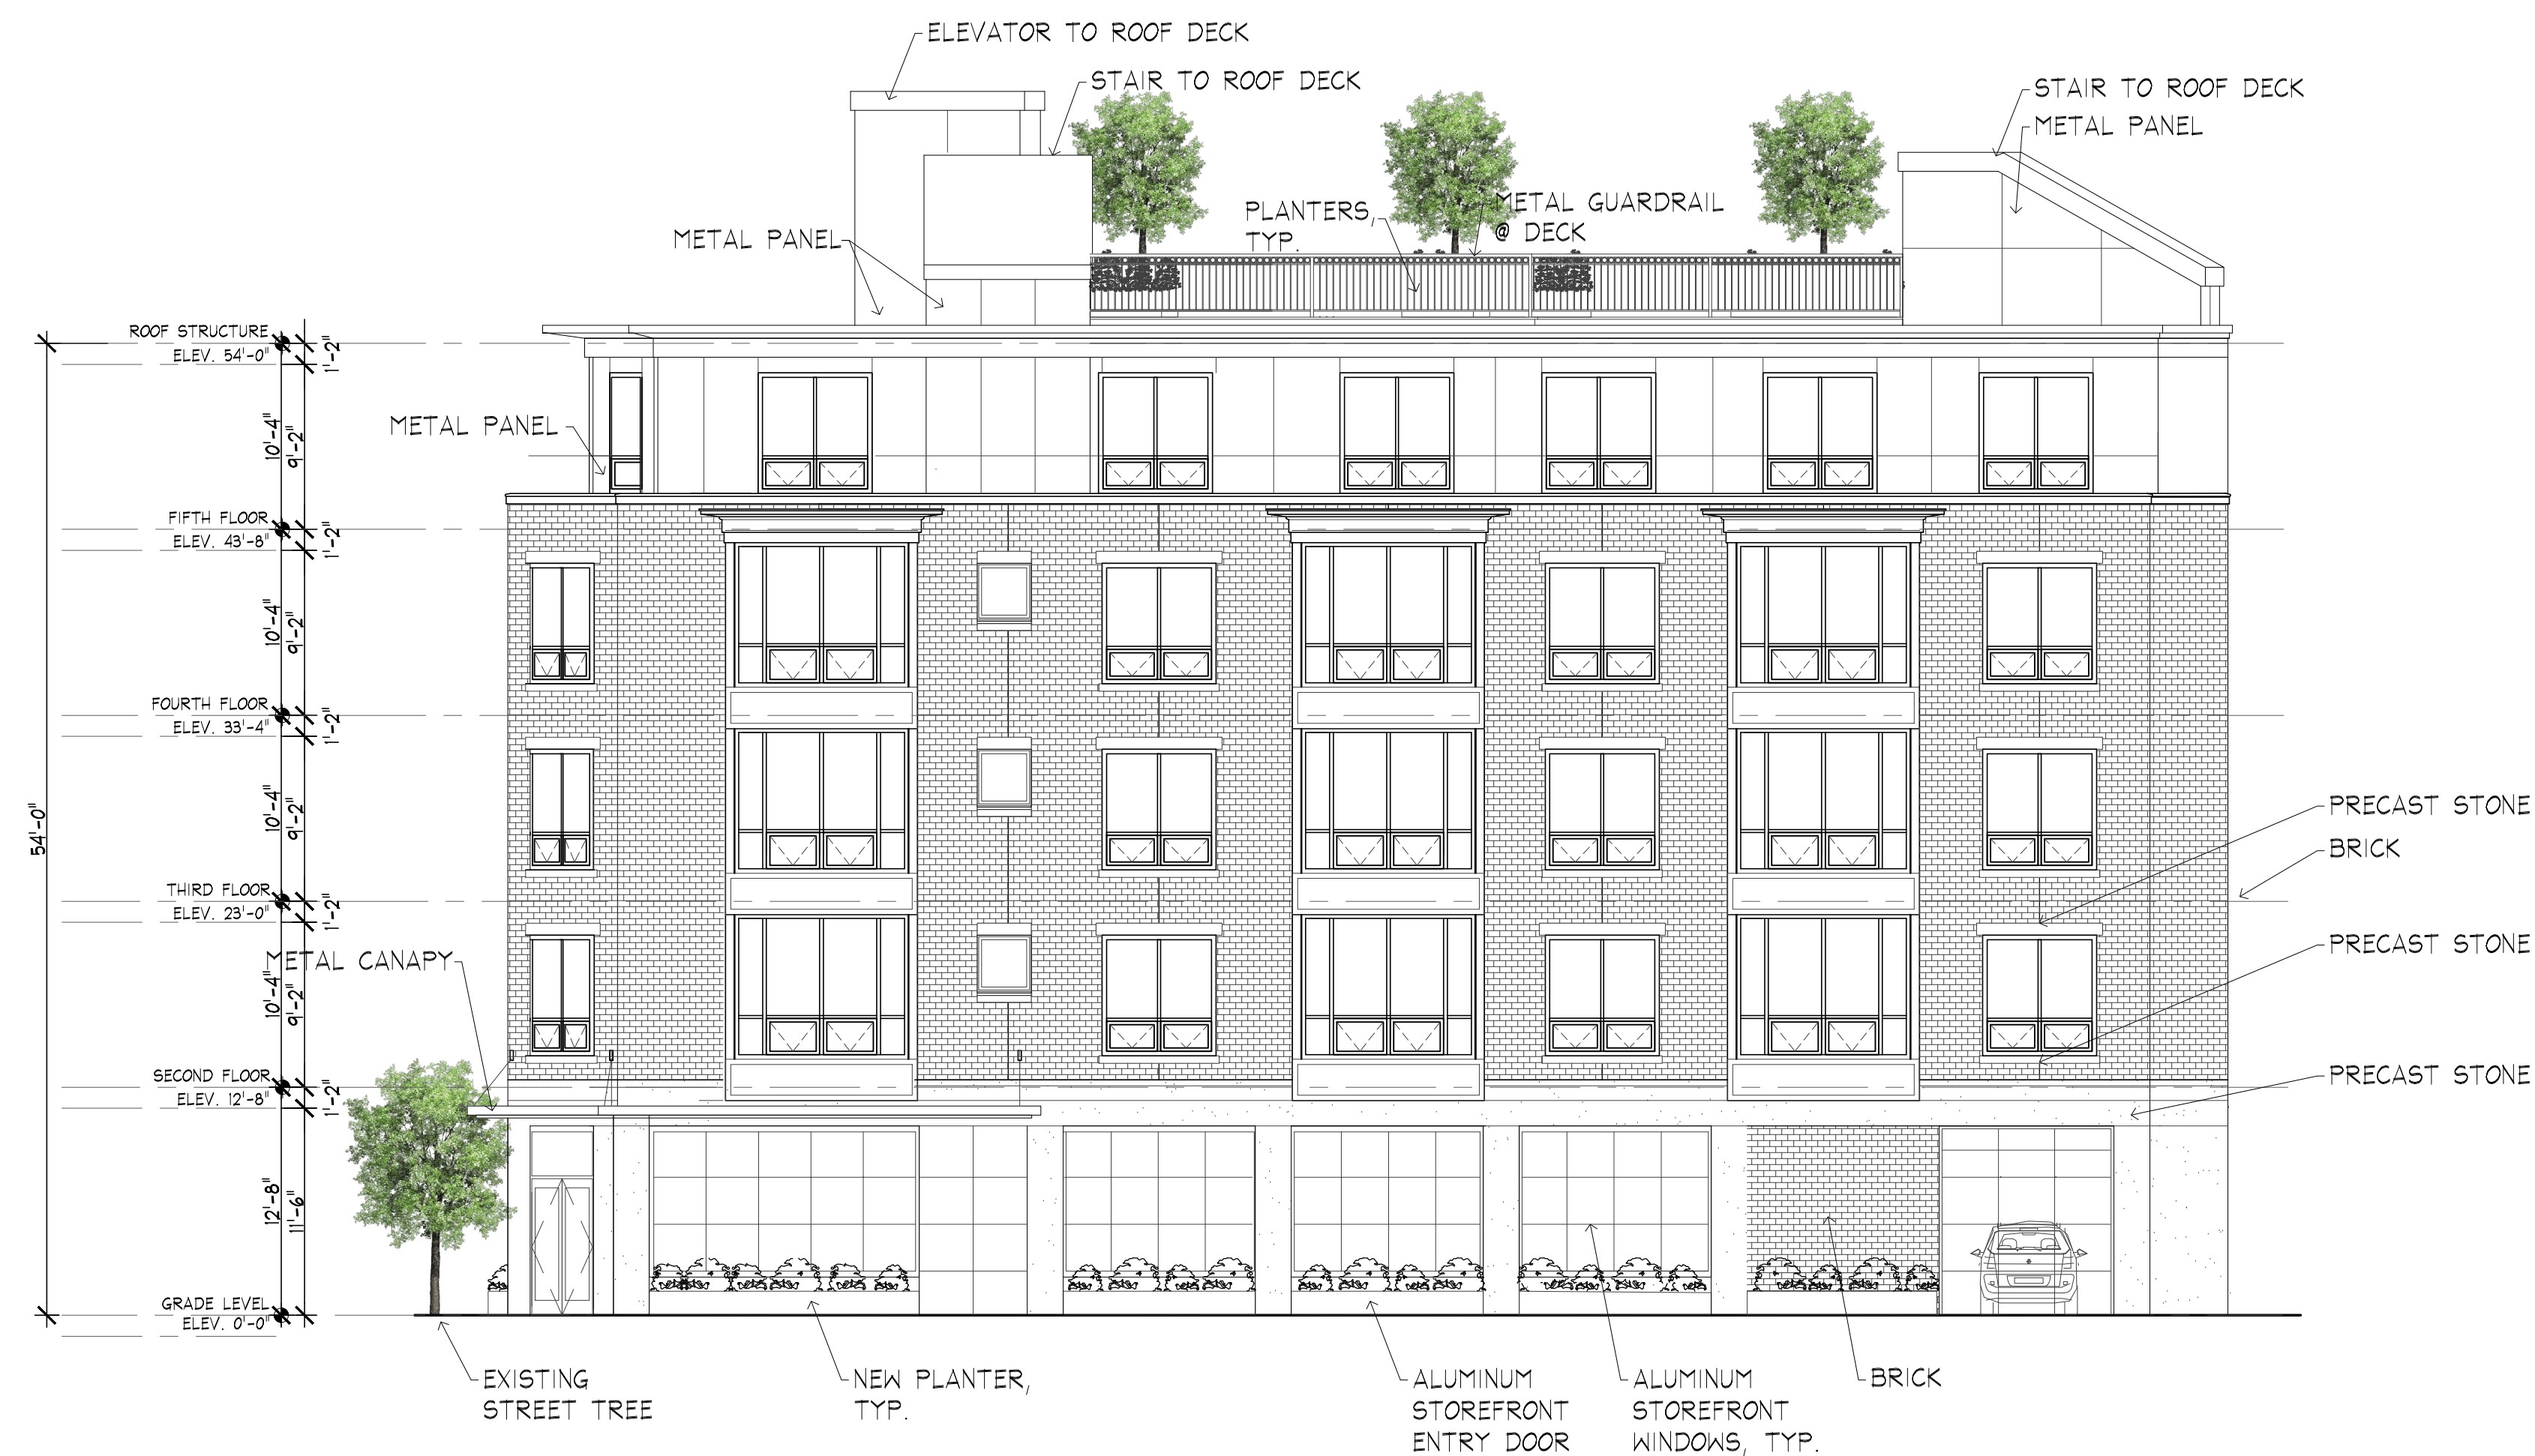 ELEVATOR TO ROOF DECK
STAIR TO ROOF DECK
STAIR TO ROOF DECK
METAL PANEL
PLANTERS,
TYP.
METAL GUARDRAIL
@ DECK
METAL PANEL
ROOF STRUCTURE
ELEV. 54'-0"
1'-2"
METAL PANEL
10'-4"
9'-2"
FIFTH FLOOR
ELEV. 43'-8"
1'-2"
10'-4"
9'-2"
FOURTH FLOOR
ELEV. 33'-4"
1'-2"
54'-0"
10'-4"
9'-2"
PRECAST STONE
BRICK
THIRD FLOOR
ELEV. 23'-0"
1'-2"
METAL CANAPY
10'-4"
9'-2"
PRECAST STONE
SECOND FLOOR
ELEV. 12'-8"
1'-2"
PRECAST STONE
12'-8"
11'-6"
GRADE LEVEL
ELEV. 0'-0"
EXISTING
STREET TREE
NEW PLANTER,
TYP.
ALUMINUM
STOREFRONT
ENTRY DOOR
ALUMINUM
STOREFRONT
WINDOWS, TYP.
BRICK